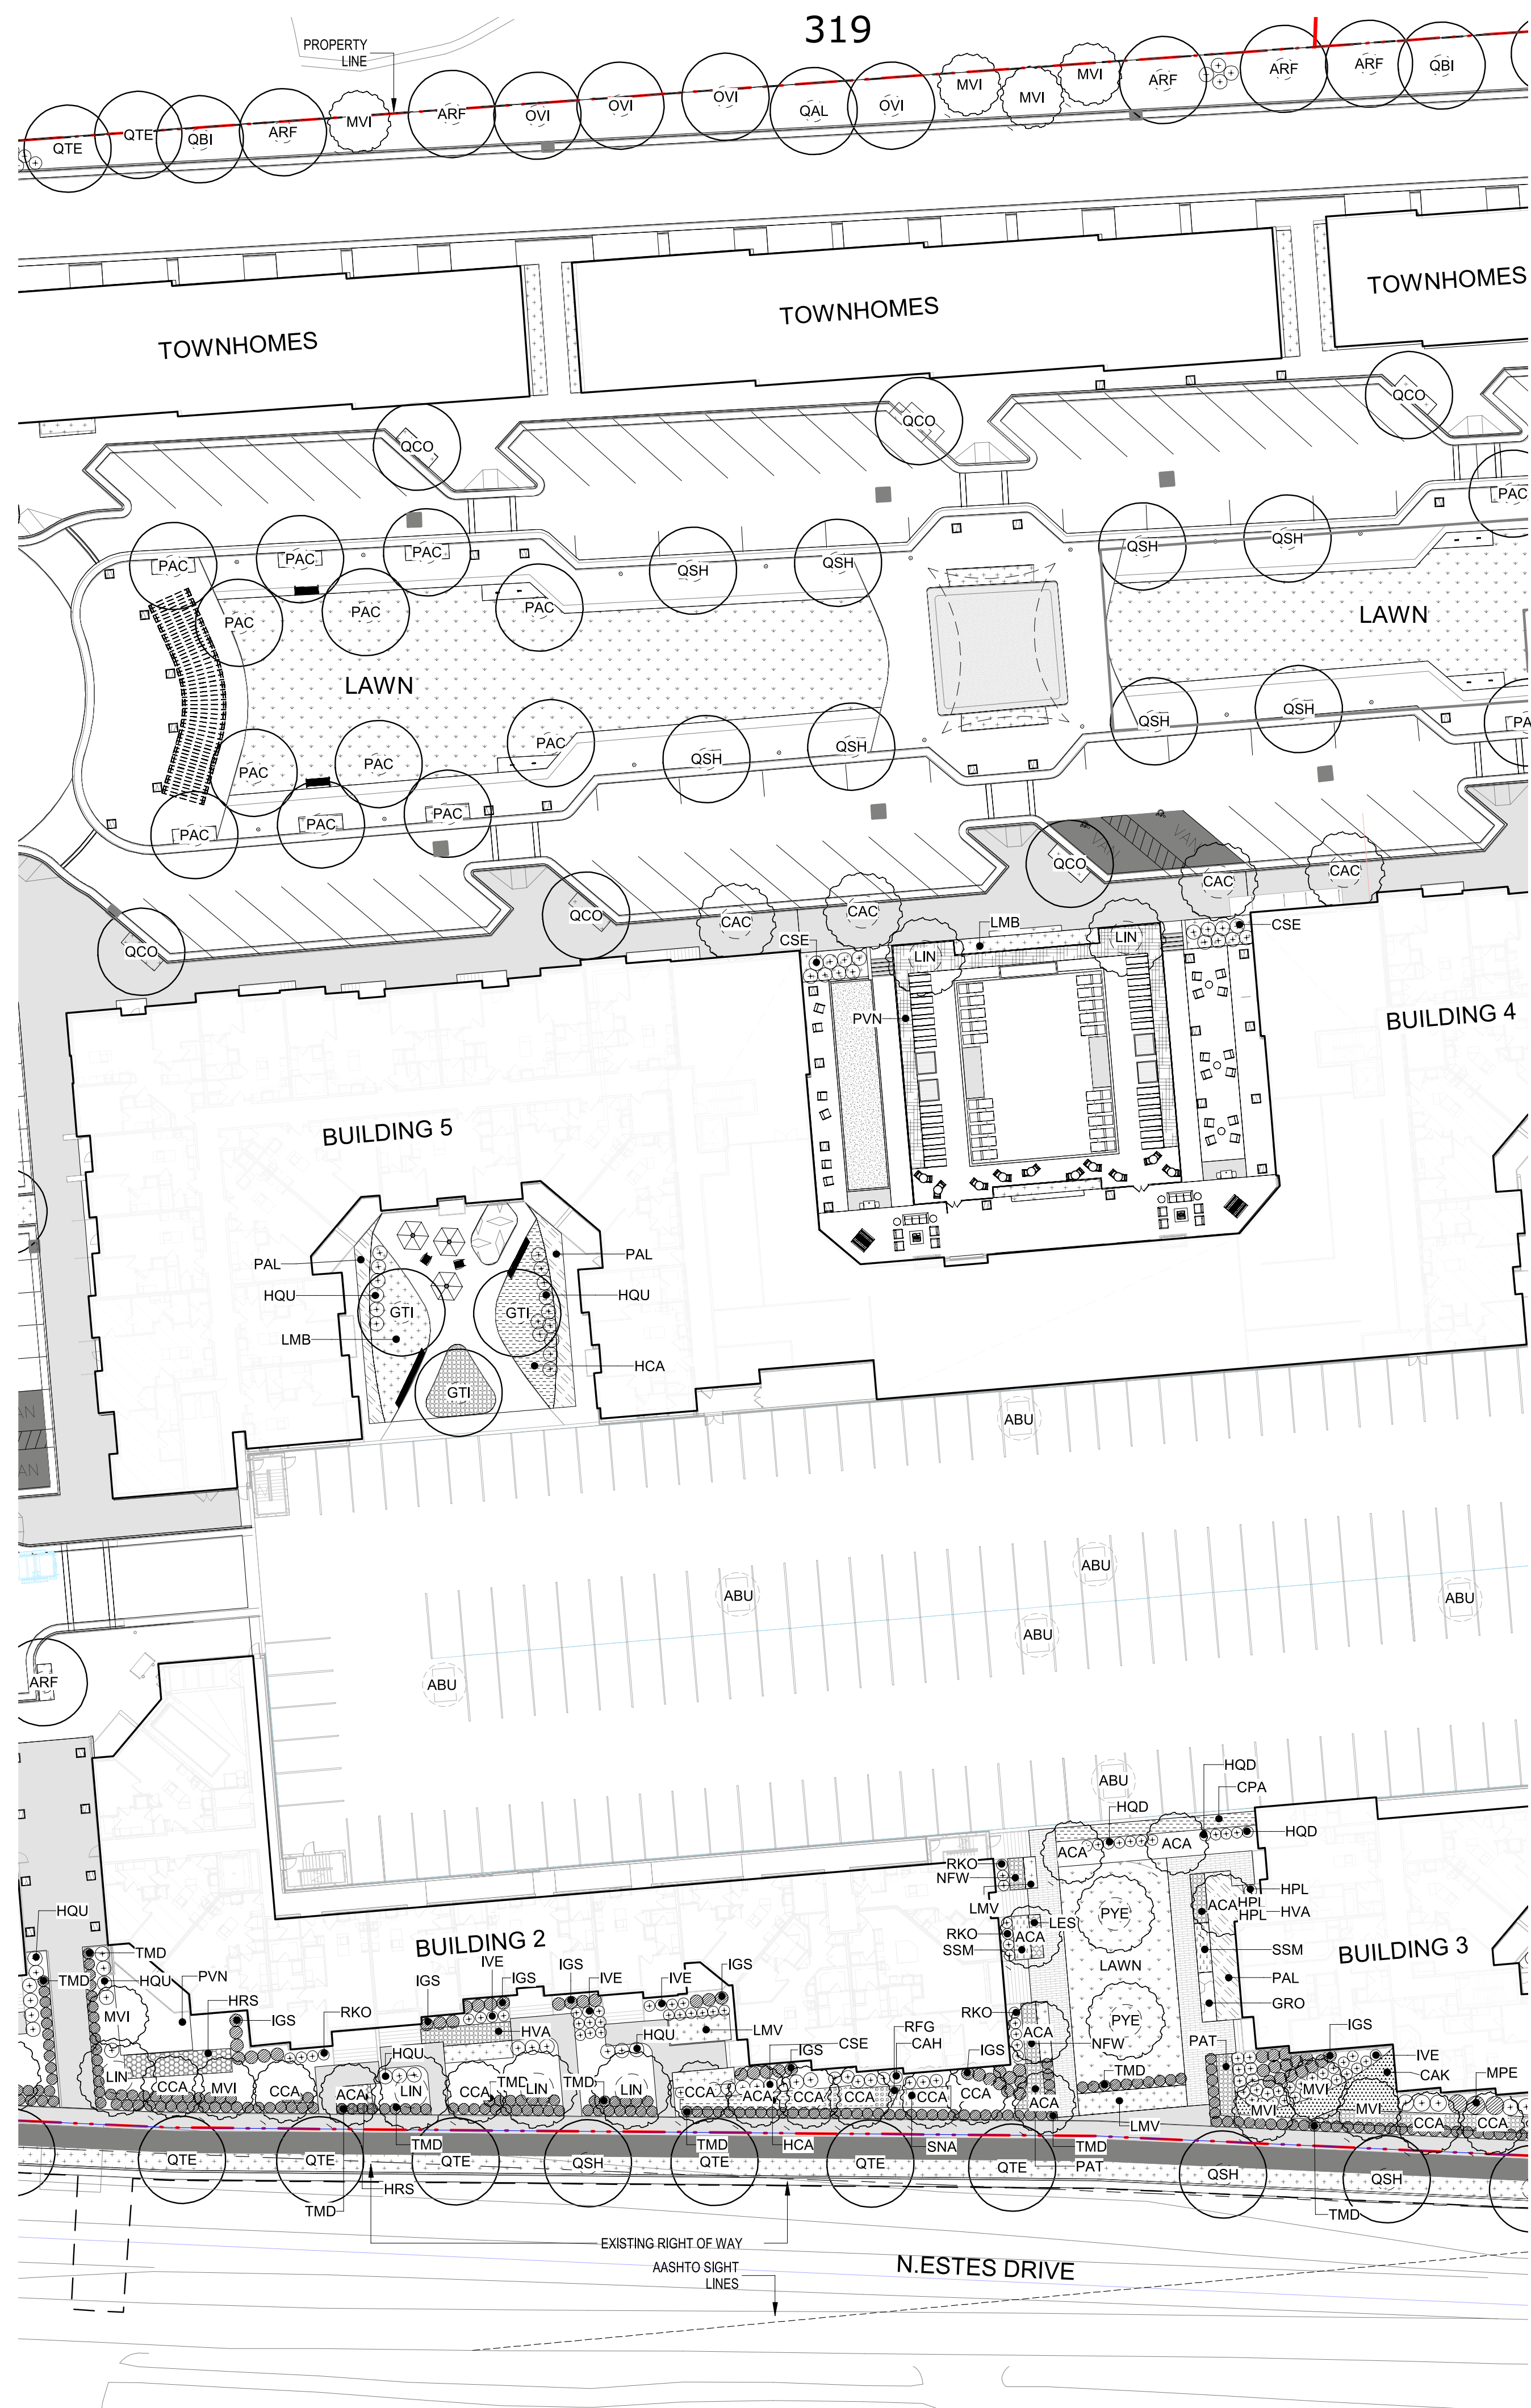 319
PROPERTY
LINE
QTE
QTE
QBI
ARF
MVI
ARF
OVI
OVI
OVI
QAL
OVI
MVI
MVI
MVI
ARF
ARF
ARF
QBI
TOWNHOMES
TOWNHOMES
TOWNHOMES
QCO
QCO
QCO
PAC
PAC
PAC
QSH
QSH
QSH
QSH
PAC
PAC
PAC
PAC
LAWN
LAWN
PAC
PAC
PAC
QSH
QSH
QSH
QSH
PA
PAC
PAC
PAC
VAN
VAN
QCO
QCO
QCO
CAC
CAC
CAC
CAC
CSE
LIN
LMB
LIN
CSE
PVN
BUILDING 4
BUILDING 5
PAL
HQU
LMB
GTI
GTI
GTI
PAL
HQU
HCA
AN
AN
ABU
ABU
ABU
ABU
ABU
ABU
ABU
ARF
HQD
CPA
HQD
HQD
ACA
ACA
RKO
NFW
LMV
RKO
SSM
LES
ACA
PYE
LAWN
PYE
ACA
HPL
HPL
HPL
HVA
SSM
PAL
GRO
BUILDING 3
BUILDING 2
HQU
TMD
TMD
HQU
PVN
HRS
IGS
RKO
MVI
IGS
IVE
IGS
IGS
IVE
IVE
IGS
HVA
HQU
HQU
LMV
IGS
CSE
RFG
CAH
IGS
RKO
ACA
NFW
TMD
PAT
IGS
IVE
CAK
MPE
LIN
CCA
MVI
CCA
ACA
LIN
CCA
TMD
LIN
TMD
LIN
CCA
ACA
CCA
CCA
CCA
CCA
ACA
LMV
MVI
MVI
MVI
CCA
CCA
TMD
TMD
HCA
SNA
TMD
PAT
QTE
QTE
QTE
QSH
QTE
QTE
QTE
QSH
QSH
HRS
TMD
TMD
EXISTING RIGHT OF WAY
AASHTO SIGHT
LINES
N.ESTES DRIVE